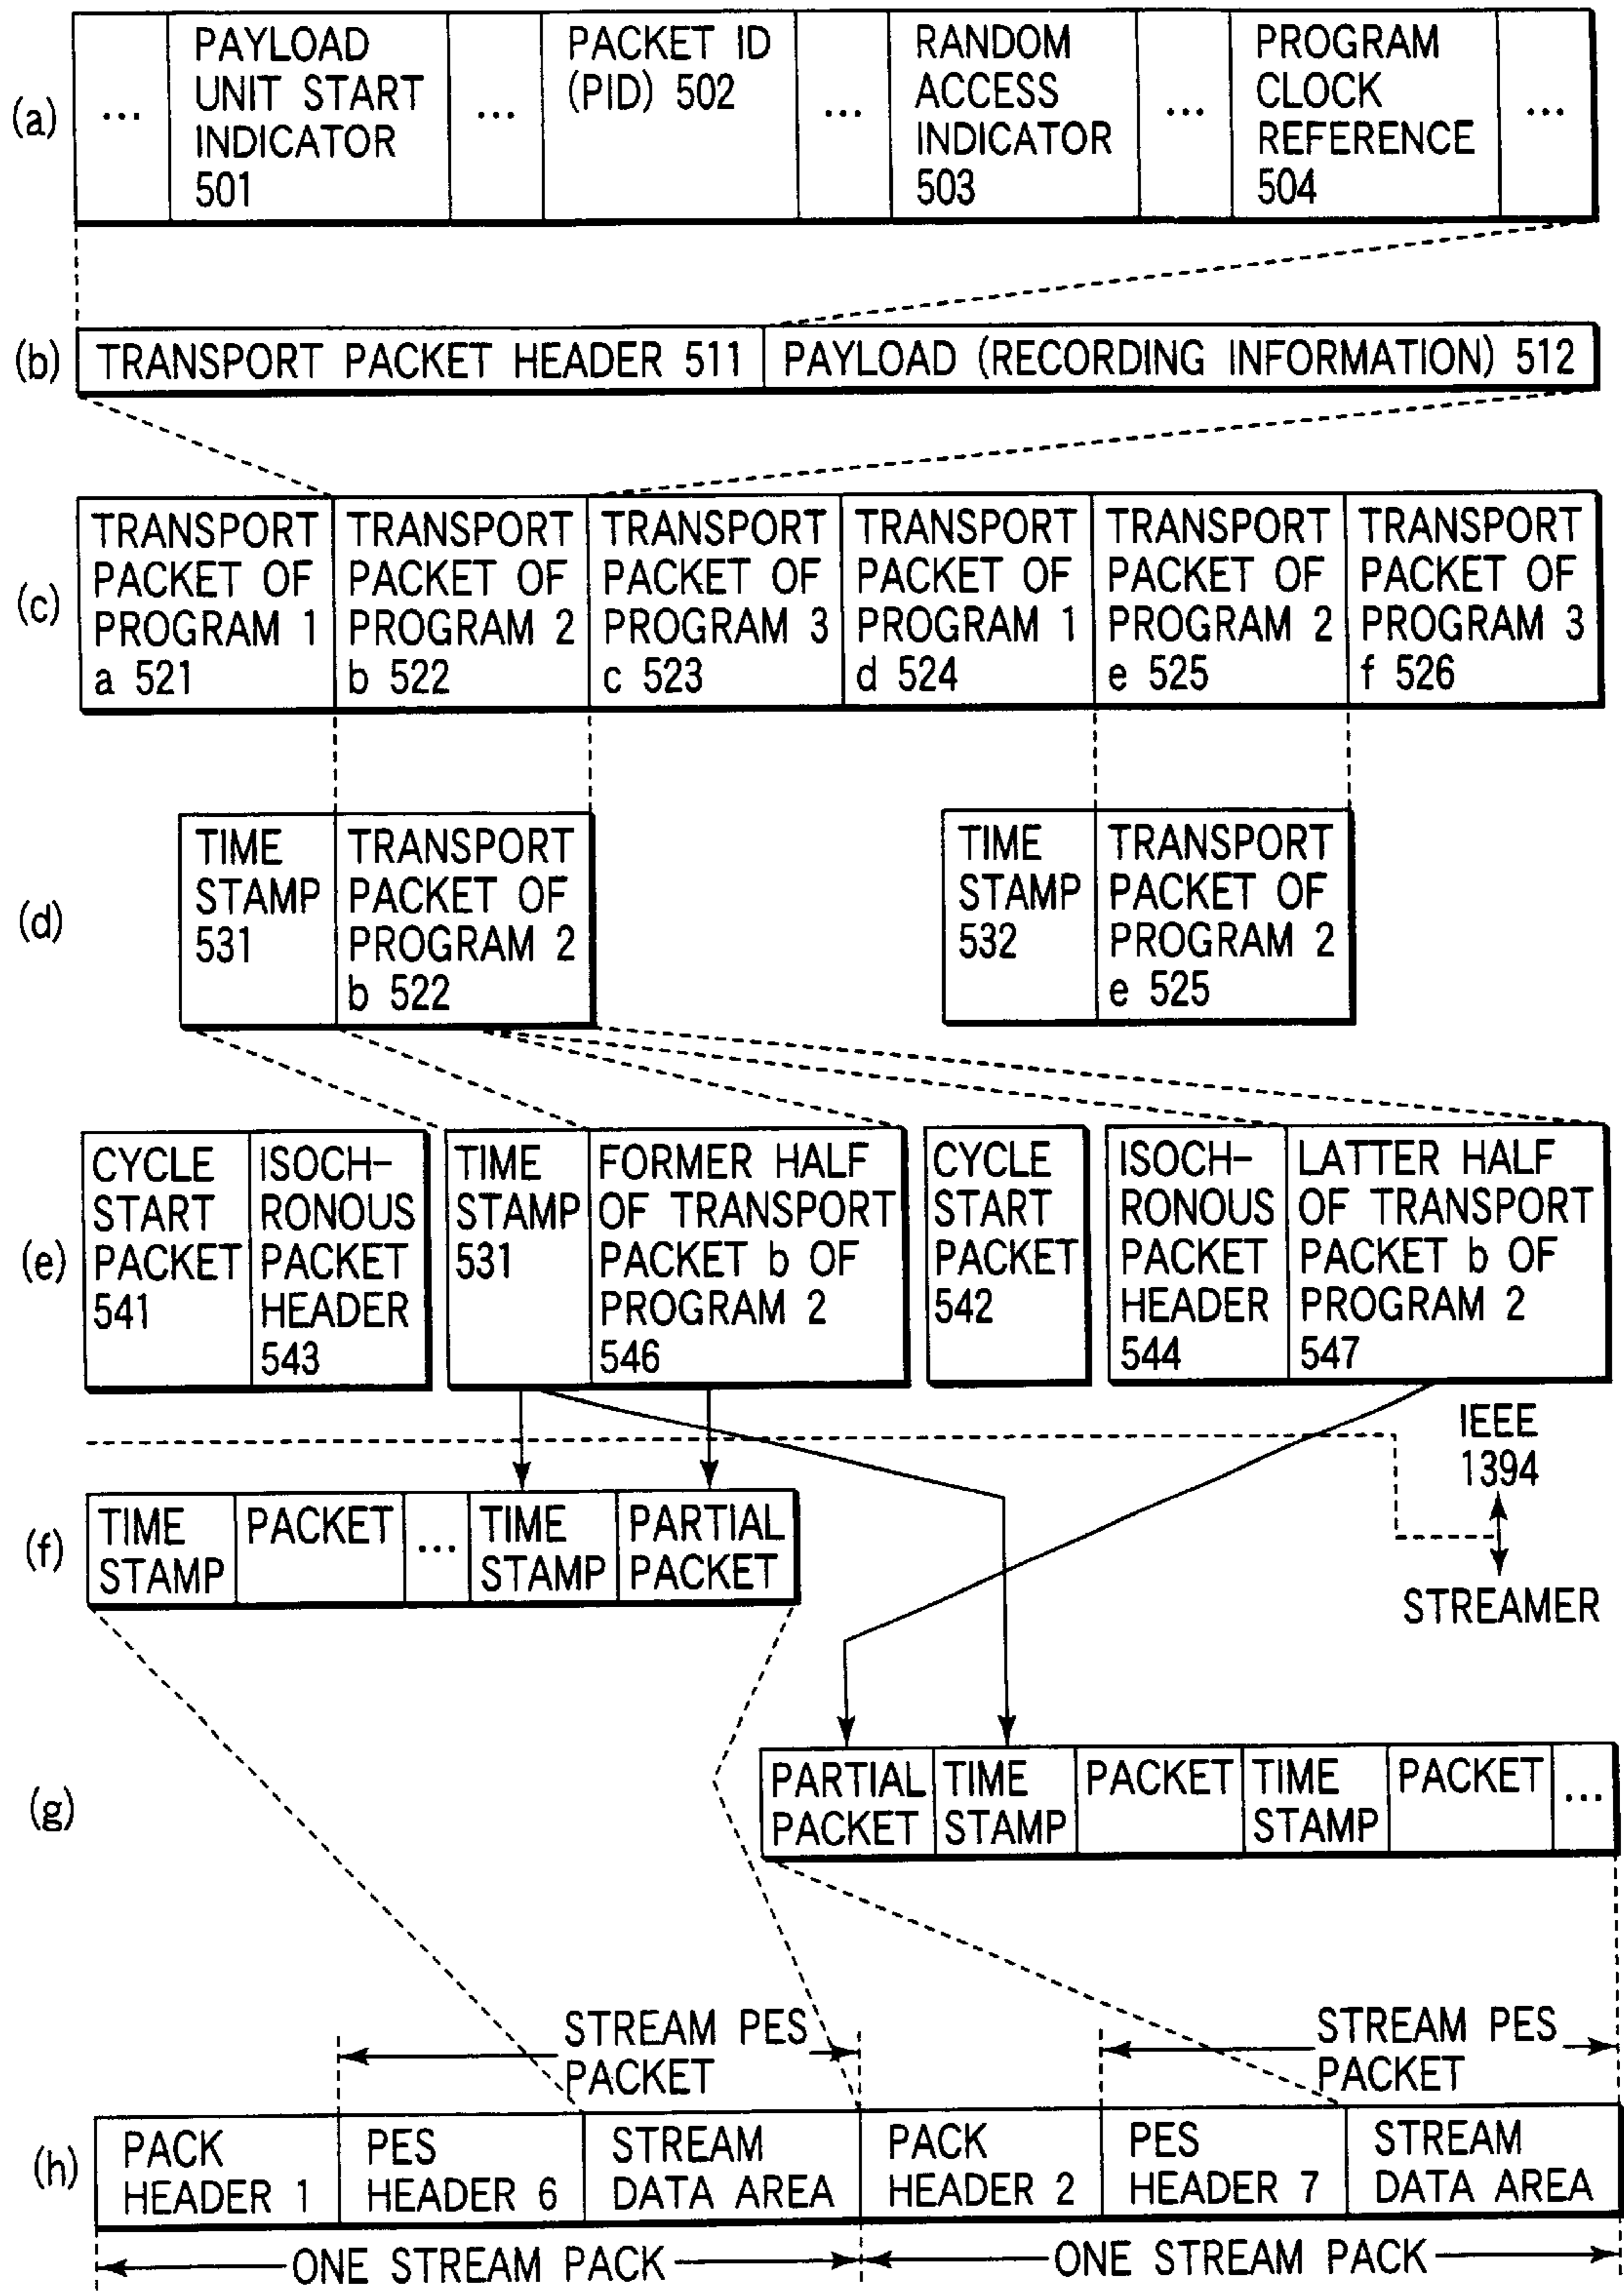 (a)
...
PAYLOAD
UNIT START
INDICATOR
501
...
PACKET ID
(PID) 502
...
RANDOM
ACCESS
INDICATOR
503
...
PROGRAM
CLOCK
REFERENCE
504
...
(b)
TRANSPORT PACKET HEADER 511
PAYLOAD (RECORDING INFORMATION) 512
(c)
TRANSPORT
PACKET OF
PROGRAM 1
a 521
TRANSPORT
PACKET OF
PROGRAM 2
b 522
TRANSPORT
PACKET OF
PROGRAM 3
c 523
TRANSPORT
PACKET OF
PROGRAM 1
d 524
TRANSPORT
PACKET OF
PROGRAM 2
e 525
TRANSPORT
PACKET OF
PROGRAM 3
f 526
(d)
TIME
STAMP
531
TRANSPORT
PACKET OF
PROGRAM 2
b 522
TIME
STAMP
532
TRANSPORT
PACKET OF
PROGRAM 2
e 525
(e)
CYCLE
START
PACKET
541
ISOCH-
RONOUS
PACKET
HEADER
543
TIME
STAMP
531
FORMER HALF
OF TRANSPORT
PACKET b OF
PROGRAM 2
546
CYCLE
START
PACKET
542
ISOCH-
RONOUS
PACKET
HEADER
544
LATTER HALF
OF TRANSPORT
PACKET b OF
PROGRAM 2
547
IEEE
1394
STREAMER
(f)
TIME
STAMP
PACKET
...
TIME
STAMP
PARTIAL
PACKET
(g)
PARTIAL
PACKET
TIME
STAMP
PACKET
TIME
STAMP
PACKET
...
STREAM PES
PACKET
STREAM PES
PACKET
(h)
PACK
HEADER 1
PES
HEADER 6
STREAM
DATA AREA
PACK
HEADER 2
PES
HEADER 7
STREAM
DATA AREA
ONE STREAM PACK
ONE STREAM PACK